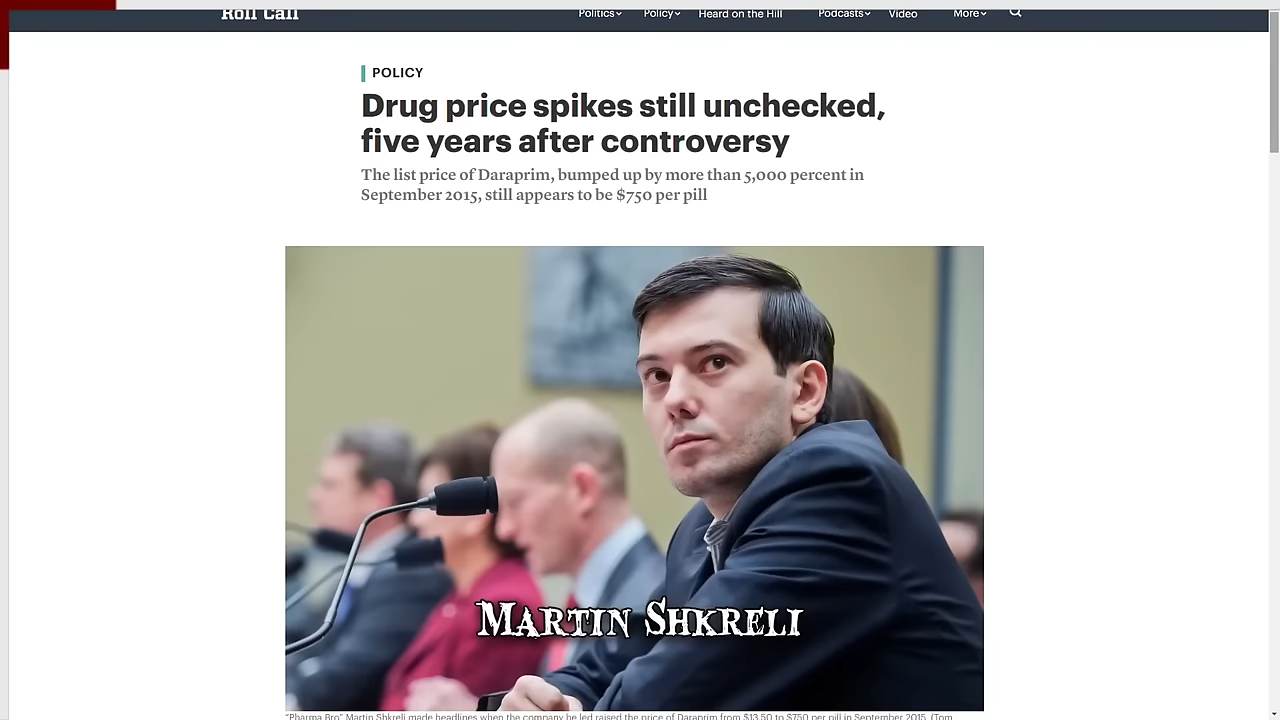 Roll Call
Politics Policy Heard on the Hill Podcasts Video More
POLICY
Drug price spikes still unchecked,
five years after controversy
The list price of Daraprim, bumped up by more than 5,000 percent in
September 2015, still appears to be $750 per pill
MARTIN SHKRELI
"Pharma Bro" Martin Shkreli made headlines when the company he led raised the price of Daraprim from $13.50 to $750 per pill in September 2015. (Tom